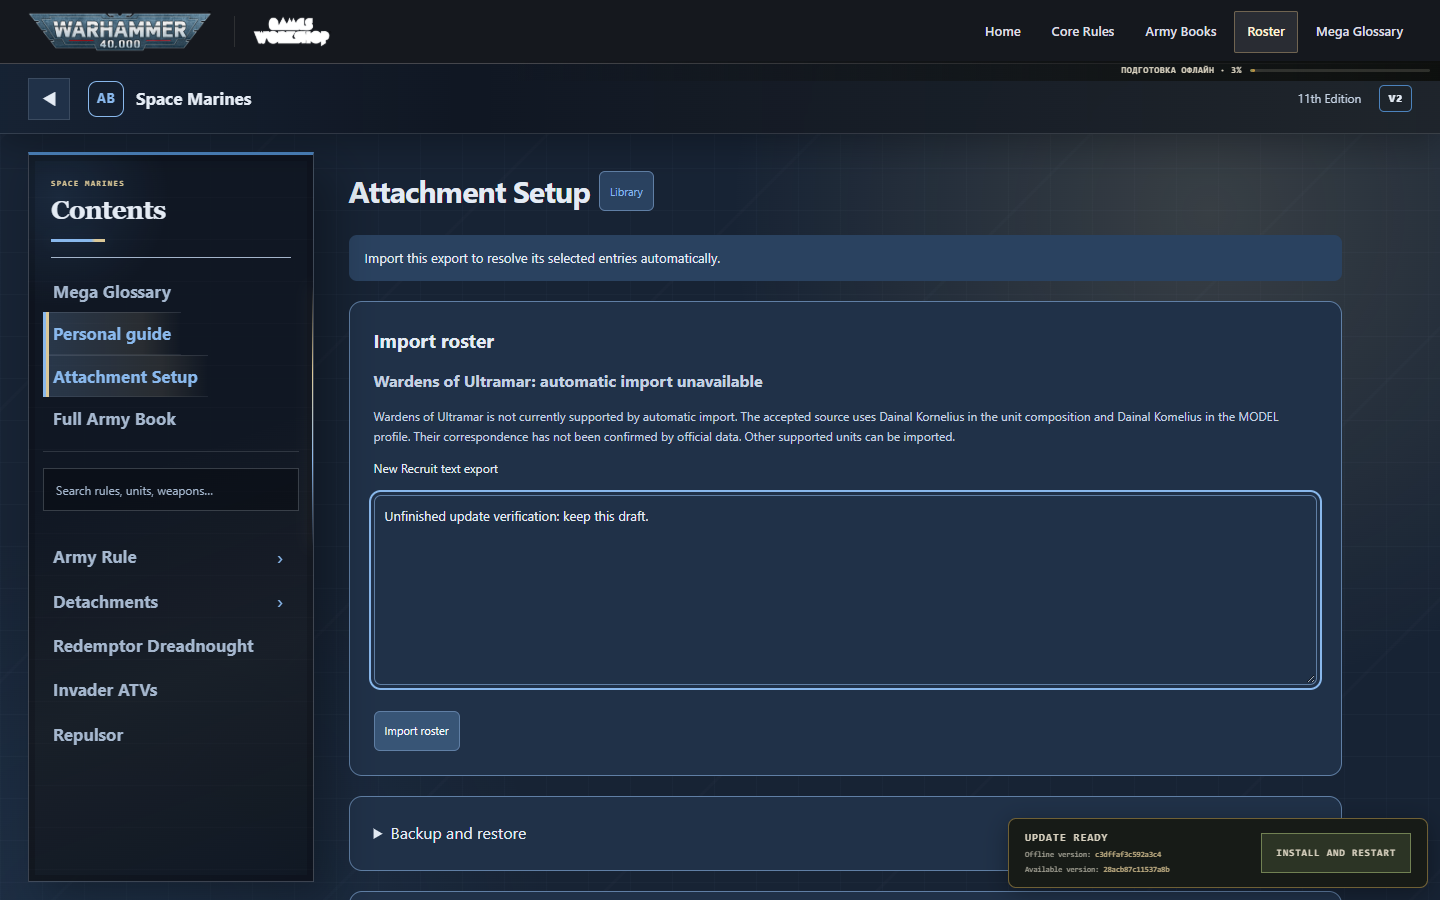 WARHAMMER
40,000
GAMES
WORKSHOP
Home
Core Rules
Army Books
Roster
Mega Glossary
ПОДГОТОВКА ОФЛАЙН · 3%
◀
AB
Space Marines
11th Edition
V2
SPACE MARINES
Contents
Mega Glossary
Personal guide
Attachment Setup
Full Army Book
Search rules, units, weapons...
Army Rule ›
Detachments ›
Redemptor Dreadnought
Invader ATVs
Repulsor
Attachment Setup
Library
Import this export to resolve its selected entries automatically.
Import roster
Wardens of Ultramar: automatic import unavailable
Wardens of Ultramar is not currently supported by automatic import. The accepted source uses Dainal Kornelius in the unit composition and Dainal Komelius in the MODEL
profile. Their correspondence has not been confirmed by official data. Other supported units can be imported.
New Recruit text export
Unfinished update verification: keep this draft.
Import roster
▶ Backup and restore
UPDATE READY
Offline version: c3dffaf3c592a3c4
Available version: 28acb87c11537a8b
INSTALL AND RESTART